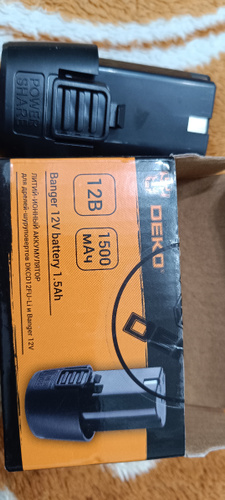 POWER
SHARE
DEKO
12В
1500
МАч
Banger 12V battery 1.5Ah
ЛИТИЙ-ИОННЫЙ АККУМУЛЯТОР
для дрелей-шуруповертов DKCD12FU-Li и Banger 12V